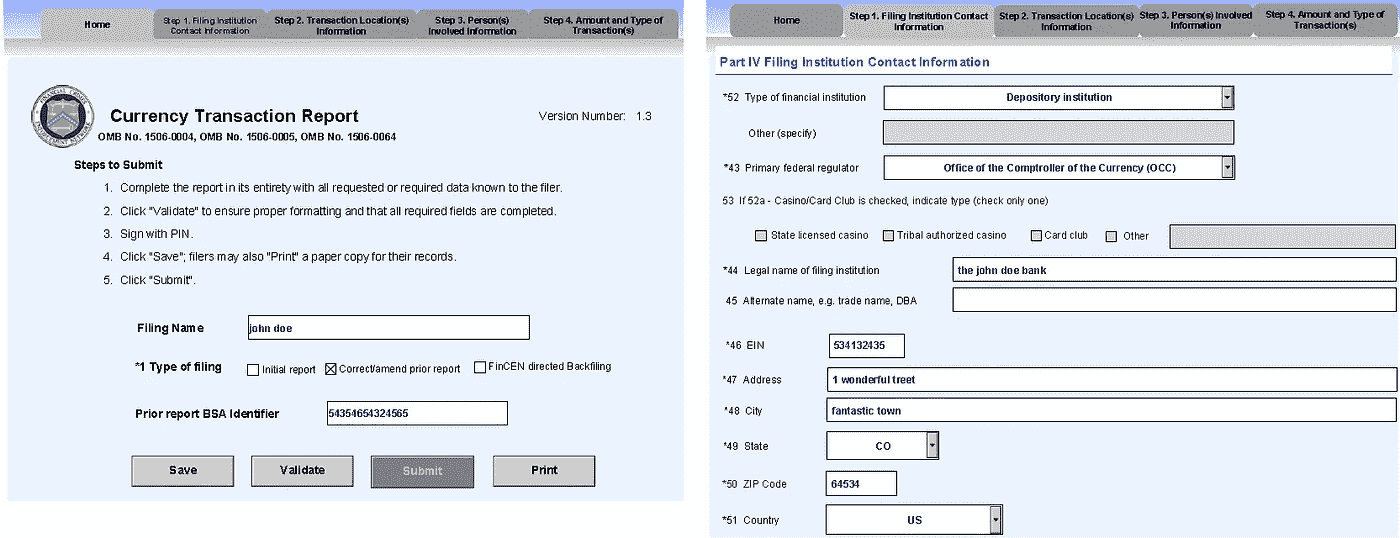 Home
Step 1. Filing Institution Contact Information
Step 2. Transaction Location(s) Information
Step 3. Person(s) Involved Information
Step 4. Amount and Type of Transaction(s)
Currency Transaction Report
Version Number: 1.3
OMB No. 1506-0004, OMB No. 1506-0005, OMB No. 1506-0064
Steps to Submit
1. Complete the report in its entirety with all requested or required data known to the filer.
2. Click "Validate" to ensure proper formatting and that all required fields are completed.
3. Sign with PIN.
4. Click "Save"; filers may also "Print" a paper copy for their records.
5. Click "Submit".
Filing Name john doe
*1 Type of filing Initial report Correct/amend prior report FinCEN directed Backfiling
Prior report BSA Identifier 54354654324565
Save Validate Submit Print
Home
Step 1. Filing Institution Contact Information
Step 2. Transaction Location(s) Information
Step 3. Person(s) Involved Information
Step 4. Amount and Type of Transaction(s)
Part IV Filing Institution Contact Information
*52 Type of financial institution Depository institution
Other (specify)
*43 Primary federal regulator Office of the Comptroller of the Currency (OCC)
53 If 52a - Casino/Card Club is checked, indicate type (check only one)
State licensed casino Tribal authorized casino Card club Other
*44 Legal name of filing institution the john doe bank
45 Alternate name, e.g. trade name, DBA
*46 EIN 534132435
*47 Address 1 wonderful treet
*48 City fantastic town
*49 State CO
*50 ZIP Code 64534
*51 Country US